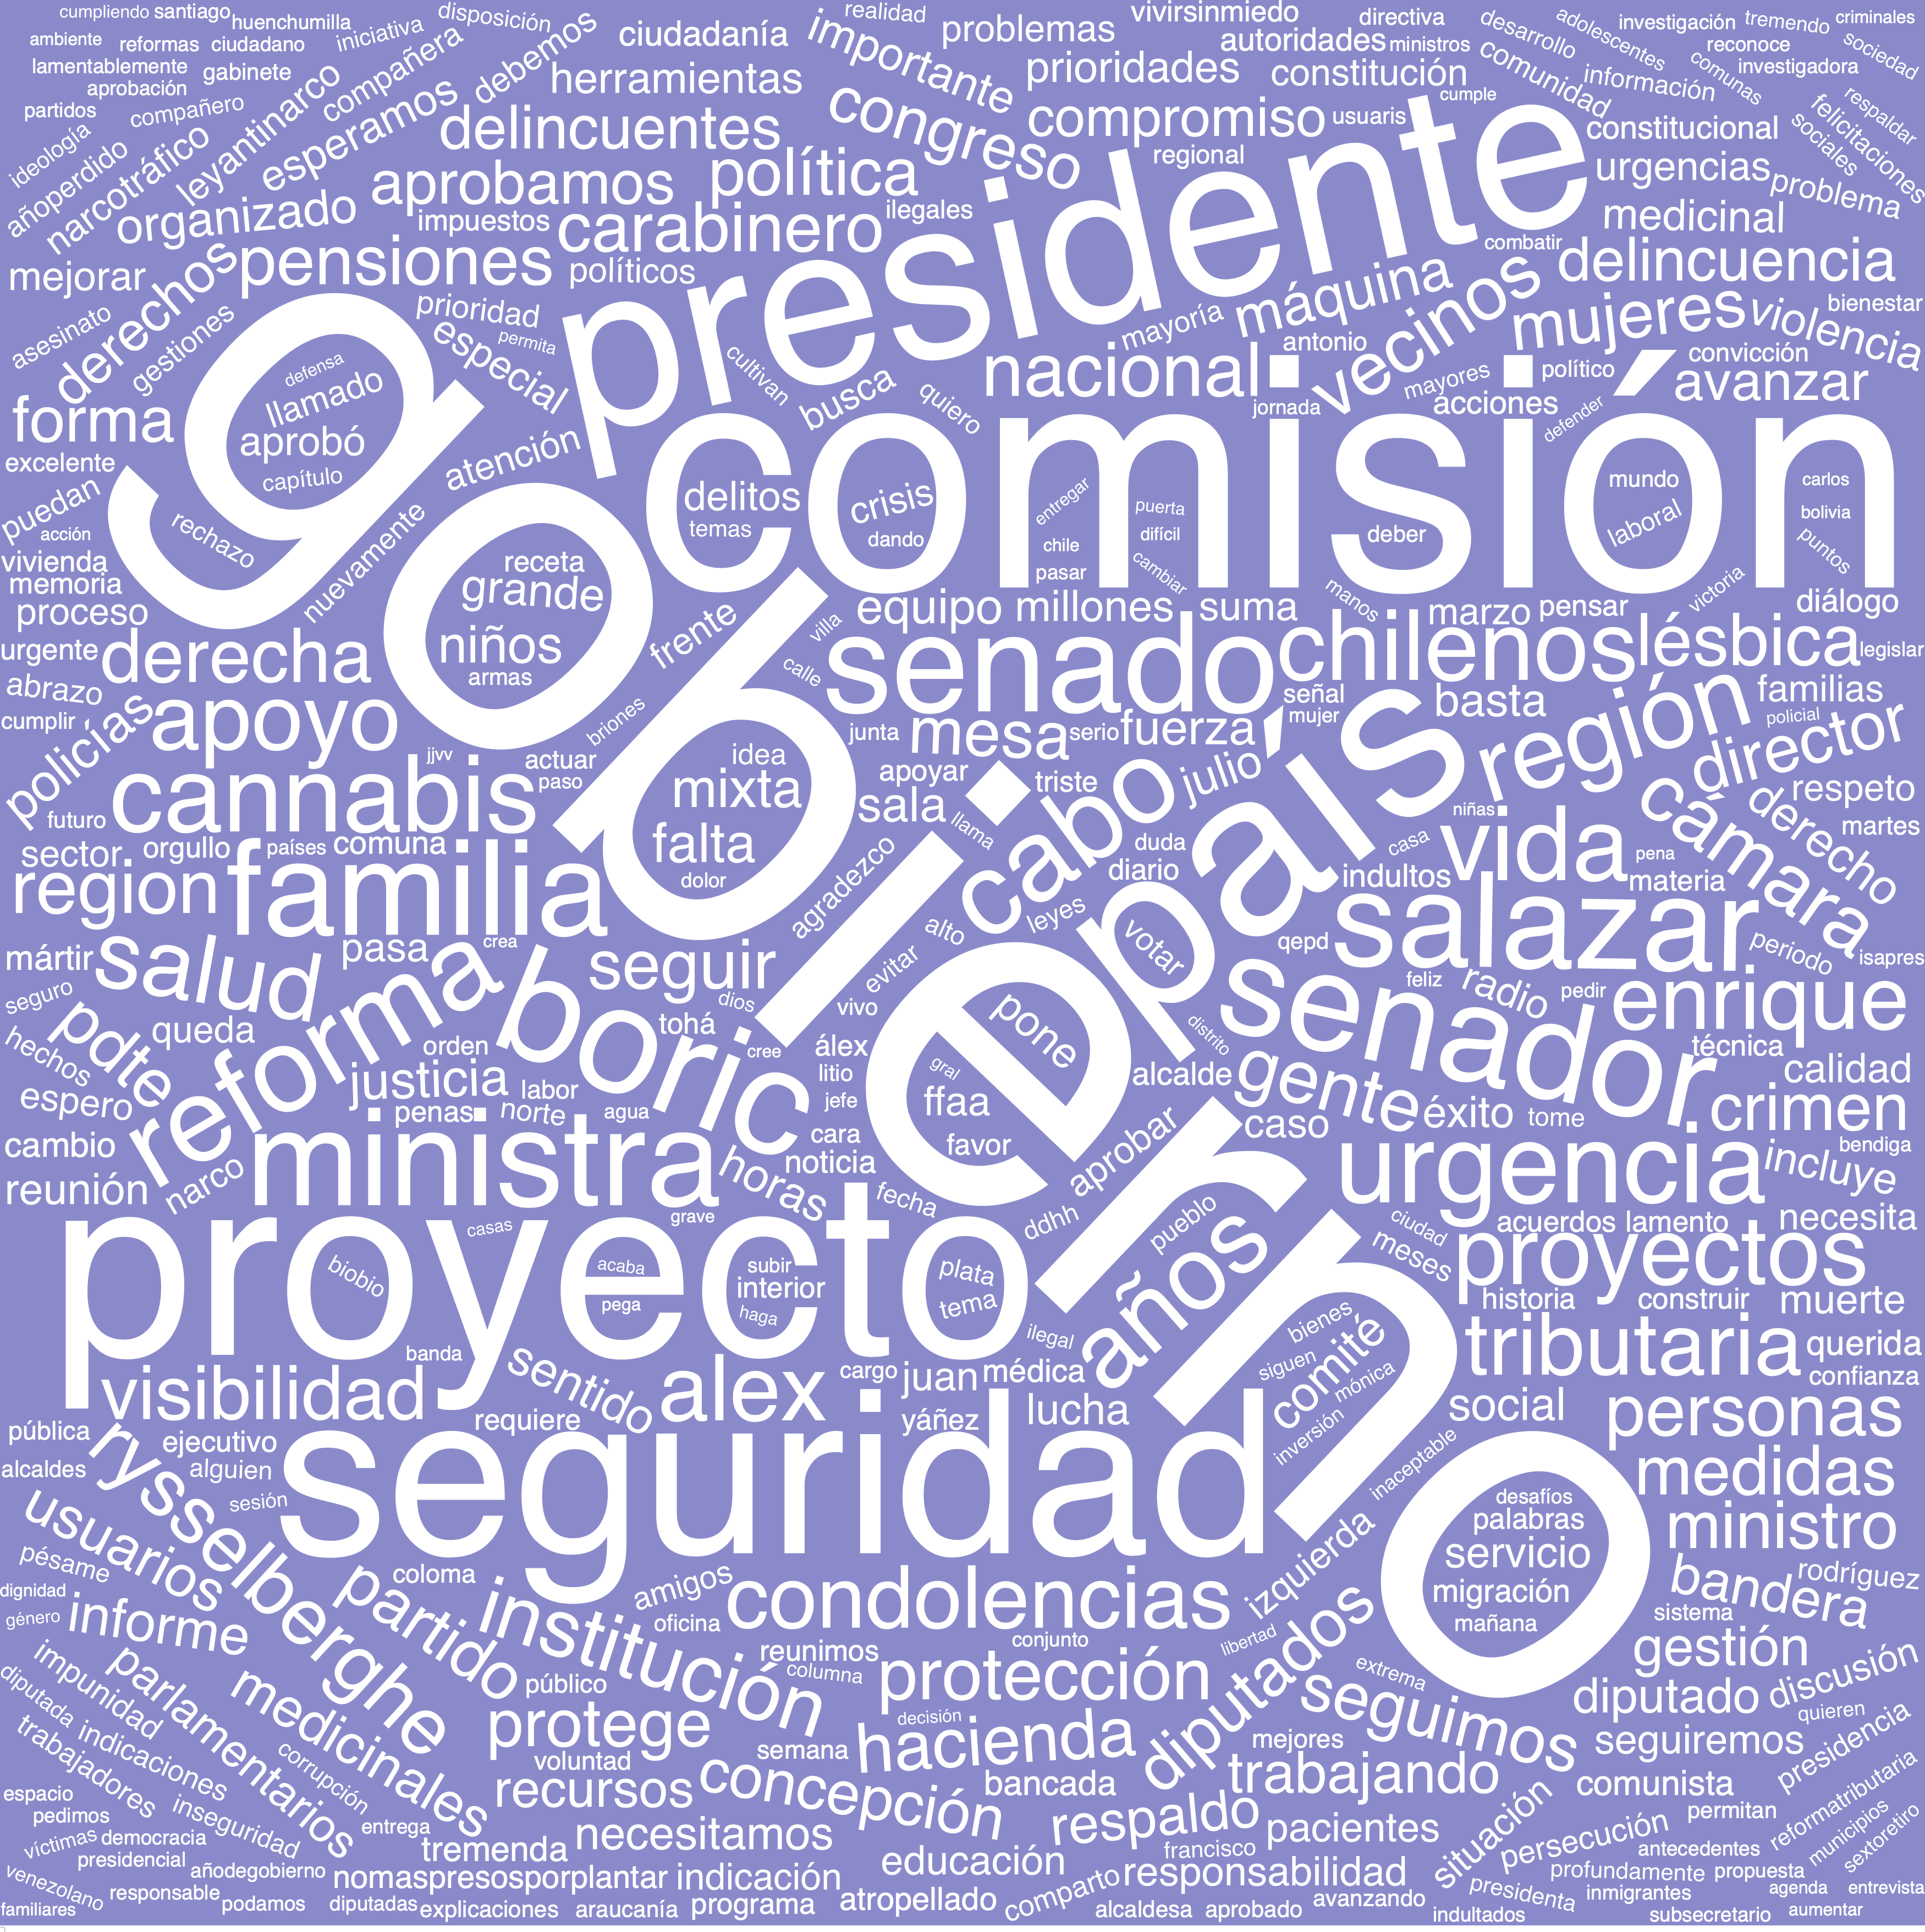 cumpliendo santiago
huenchumilla
disposición
realidad
vivirsinmiedo
directiva
desarrollo
adolescentes
investigación
tremendo
criminales
ambiente
reformas
ciudadano
iniciativa
compañera
debemos
ciudadanía
importante
problemas
autoridades
ministros
reconoce
sociedad
lamentablemente
gabinete
herramientas
prioridades
constitución
comunidad
información
comunas
investigadora
aprobación
partidos
compañero
leyantinarco
esperamos
delincuentes
congreso
compromiso
usuaris
cumple
constitucional
sociales
felicitaciones
respaldar
ideología
añoperdido
narcotráfico
organizado
aprobamos
política
regional
presidente
urgencias
problema
impuestos
carabinero
ilegales
medicinal
mejorar
derechos
pensiones
políticos
combatir
delincuencia
asesinato
gestiones
prioridad
permita
especial
mayoría
máquina
vecinos
mujeres
violencia
bienestar
defensa
llamado
cultivan
busca
quiero
nacional
antonio
mayores
político
convicción
forma
aprobó
gobierno
jornada
acciones
defender
avanzar
excelente
capítulo
atención
comisión
puedan
rechazo
delitos
temas
crisis
dando
entregar
puerta
chile
difícil
pasar
cambiar
deber
mundo
laboral
carlos
bolivia
puntos
acción
nuevamente
vivienda
memoria
receta
grande
proceso
niños
frente
villa
equipo
millones
suma
manos
marzo
pensar
victoria
diálogo
urgente
derecha
armas
calle
senado
chilenos
lésbica
legislar
abrazo
policías
apoyo
briones
señal
mujer
basta
región
familias
policial
cumplir
jjvv
actuar
idea
junta
mesa
serio
fuerza
país
director
cannabis
paso
mixta
apoyar
sala
triste
cabo
julio
cámara
respeto
futuro
falta
llama
niñas
derecho
martes
sector
orgullo
países
comuna
duda
casa
vida
pena
region
familia
dolor
agradezco
diario
indultos
materia
alto
leyes
votar
qepd
salazar
periodo
isapres
mártir
salud
pasa
crea
seguir
evitar
seguro
pdte
reforma
boric
dios
vivo
pone
senador
feliz
radio
pedir
enrique
hechos
queda
orden
tohá
cree
álex
distrito
técnica
justicia
labor
litio
gral
alcalde
gente
calidad
espero
penas
norte
agua
jefe
ffaa
éxito
tome
crimen
cambio
ministra
cara
favor
aprobar
caso
bendiga
reunión
narco
horas
noticia
urgencia
incluye
fecha
ddhh
pueblo
casas
grave
ciudad
acuerdos
lamento
necesita
proyecto
años
meses
proyectos
biobio
acaba
subir
interior
plata
pega
haga
tema
historia
construir
muerte
ilegal
bienes
comité
tributaria
querida
banda
sentido
cargo
juan
médica
siguen
mónica
confianza
visibilidad
alex
requiere
yáñez
lucha
inversión
social
personas
pública
ejecutivo
seguridad
inaceptable
alcaldes
alguien
rysselberghe
medidas
sesión
desafíos
usuarios
palabras
ministro
servicio
pésame
coloma
amigos
izquierda
migración
bandera
rodríguez
dignidad
partido
institución
condolencias
mañana
sistema
género
informe
oficina
conjunto
libertad
diputados
gestión
impunidad
parlamentarios
reunimos
columna
protección
extrema
discusión
diputada
medicinales
público
seguimos
diputado
quieren
trabajadores
indicaciones
protege
decisión
hacienda
mejores
seguiremos
presidencia
corrupción
voluntad
semana
espacio
recursos
concepción
bancada
trabajando
comunista
pedimos
inseguridad
entrega
respaldo
situación
permitan
reformatributaria
víctimas
democracia
tremenda
necesitamos
pacientes
persecución
municipios
presidencial
francisco
antecedentes
sextoretiro
venezolano
añodegobierno
nomaspresosporplantar
indicación
educación
responsabilidad
profundamente
propuesta
responsable
comparto
presidenta
inmigrantes
agenda
entrevista
familiares
podamos
diputadas
explicaciones
araucanía
programa
atropellado
alcaldesa
aprobado
avanzando
indultados
subsecretario
aumentar